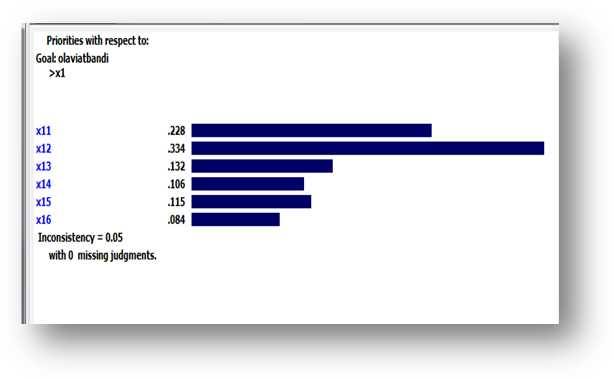 Priorities with respect to:
Goal: olaviatbandi
>x1
x11 .228
x12 .334
x13 .132
x14 .106
x15 .115
x16 .084
Inconsistency = 0.05
with 0 missing judgments.